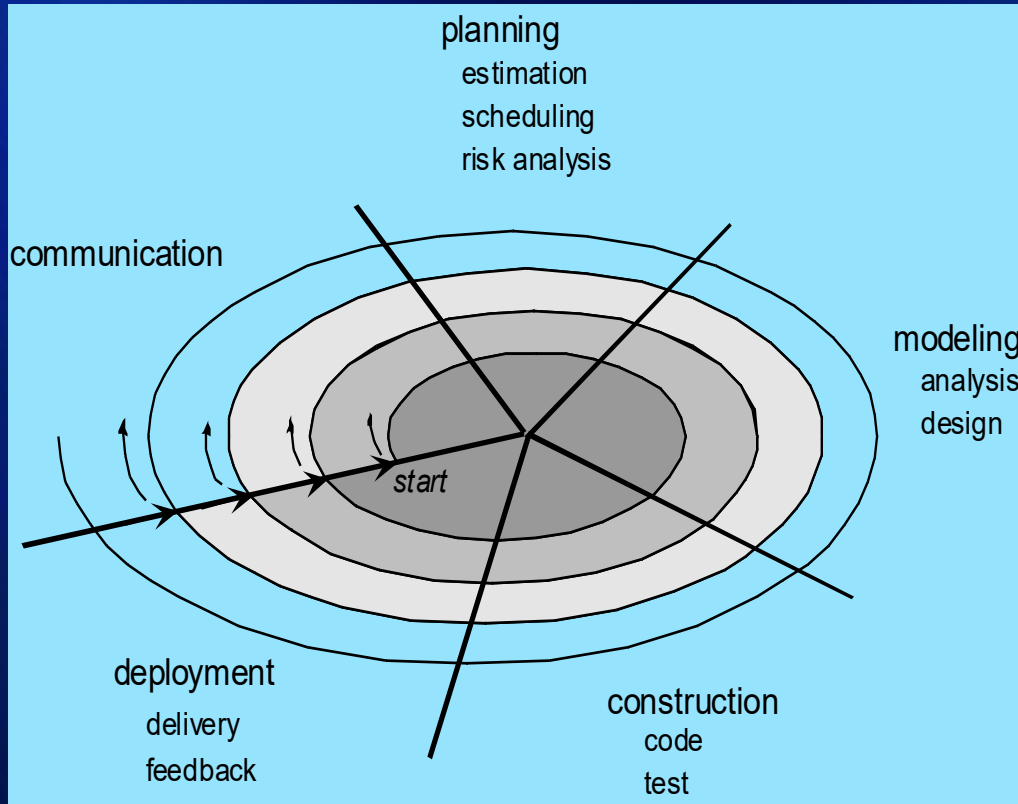 planning
estimation
scheduling
risk analysis
communication
modeling
analysis
design
start
deployment
delivery
feedback
construction
code
test